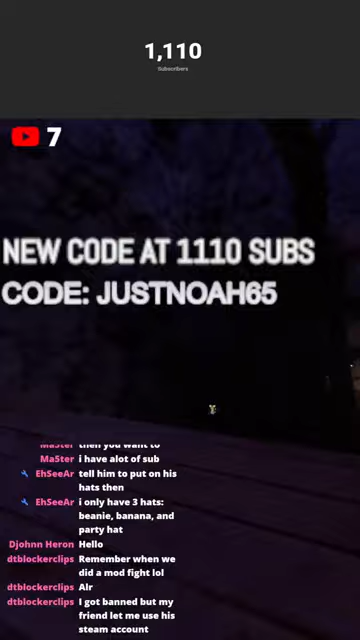 1,110
Subscribers
7
NEW CODE AT 1110 SUBS
CODE: JUSTNOAH65
Ma5ter then you want to
Ma5ter i have alot of sub
EhSeeAr tell him to put on his
hats then
EhSeeAr i only have 3 hats:
beanie, banana, and
party hat
Djohnn Heron Hello
dtblockerclips Remember when we
did a mod fight lol
dtblockerclips Alr
dtblockerclips I got banned but my
friend let me use his
steam account